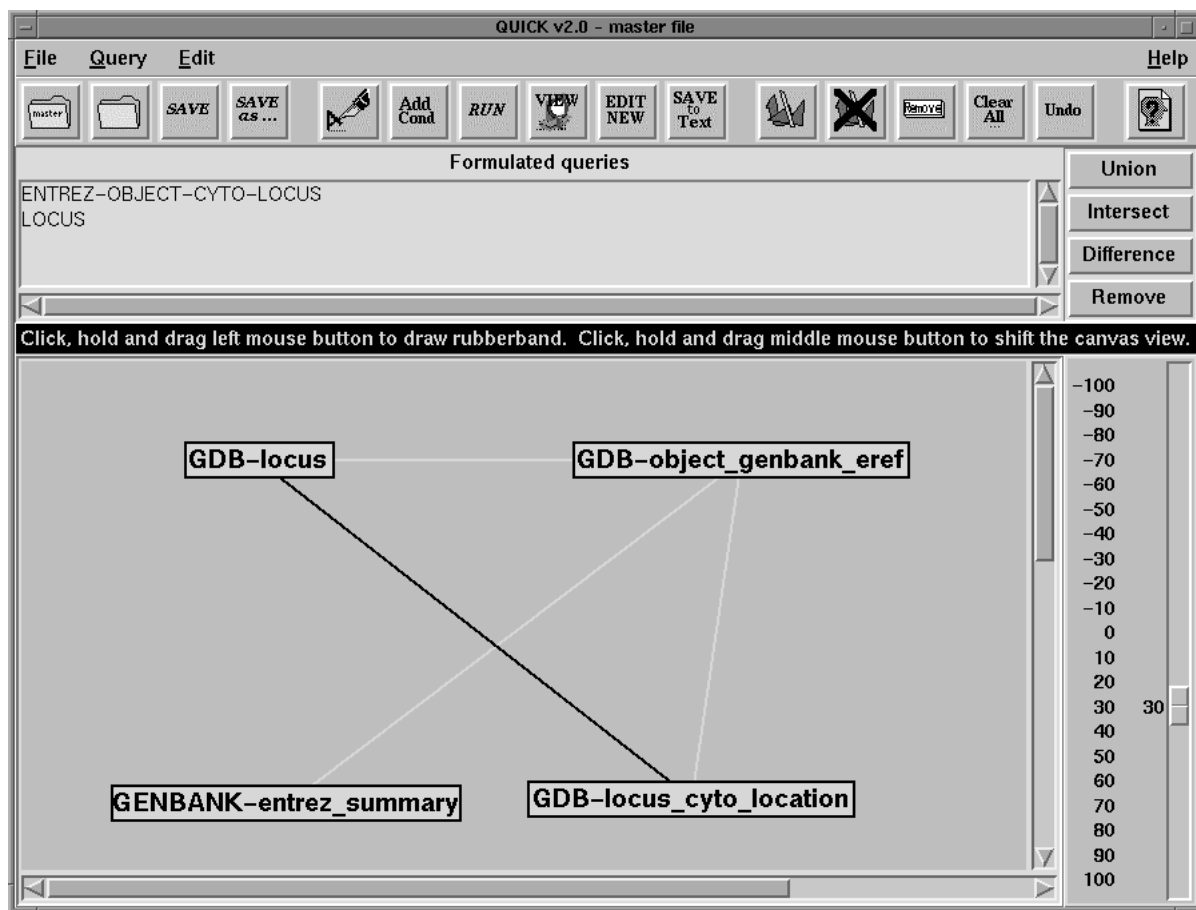 QUICK v2.0 – master file
File Query Edit Help
master SAVE SAVE as ... Add Cond RUN VIEW EDIT NEW SAVE to Text Remove Clear All ... Undo ?
Formulated queries
ENTREZ–OBJECT–CYTO–LOCUS
LOCUS
Union
Intersect
Difference
Remove
Click, hold and drag left mouse button to draw rubberband. Click, hold and drag middle mouse button to shift the canvas view.
GDB–locus
GDB–object_genbank_eref
GENBANK–entrez_summary
GDB–locus_cyto_location
-100
-90
-80
-70
-60
-50
-40
-30
-20
-10
0
10
20
30 30
40
50
60
70
80
90
100